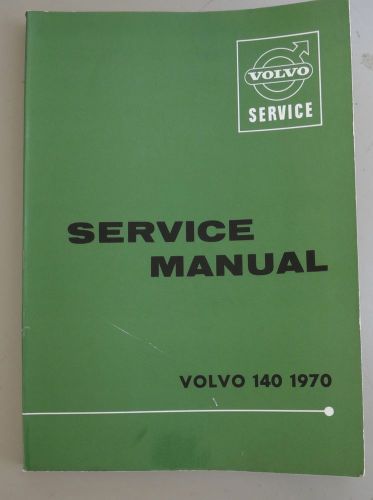 VOLVO
SERVICE
SERVICE
MANUAL
VOLVO 140 1970